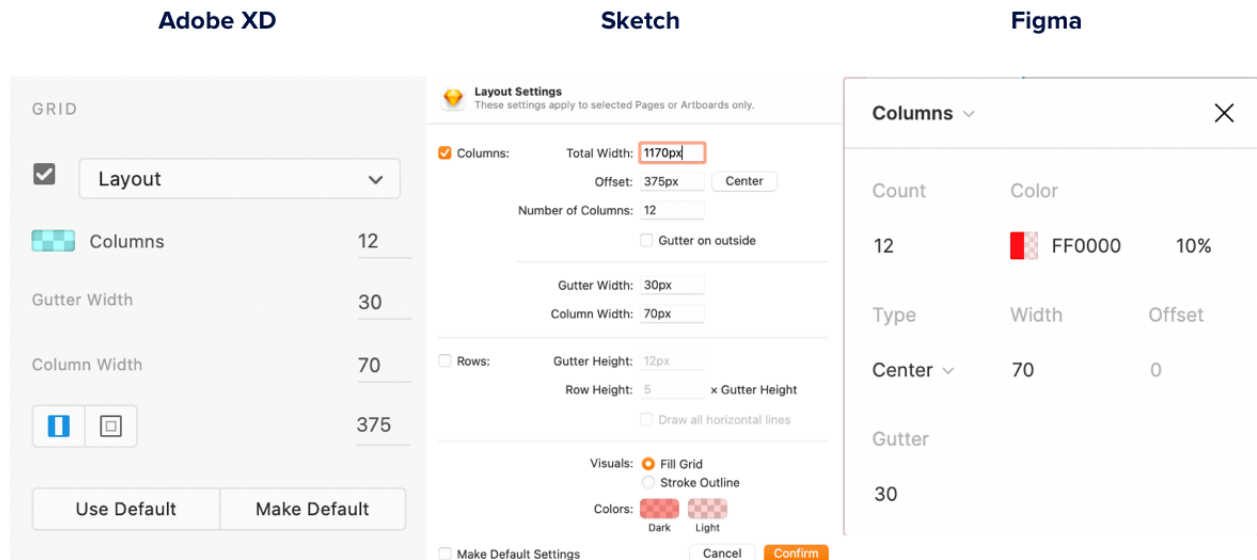 Adobe XD
Sketch
Figma
GRID
Layout
Columns 12
Gutter Width 30
Column Width 70
375
Use Default Make Default
Layout Settings
These settings apply to selected Pages or Artboards only.
Columns: Total Width: 1170px
Offset: 375px Center
Number of Columns: 12
Gutter on outside
Gutter Width: 30px
Column Width: 70px
Rows: Gutter Height: 12px
Row Height: 5 × Gutter Height
Draw all horizontal lines
Visuals: Fill Grid
Stroke Outline
Colors:
Dark Light
Make Default Settings Cancel Confirm
Columns
Count Color
12 FF0000 10%
Type Width Offset
Center 70 0
Gutter
30